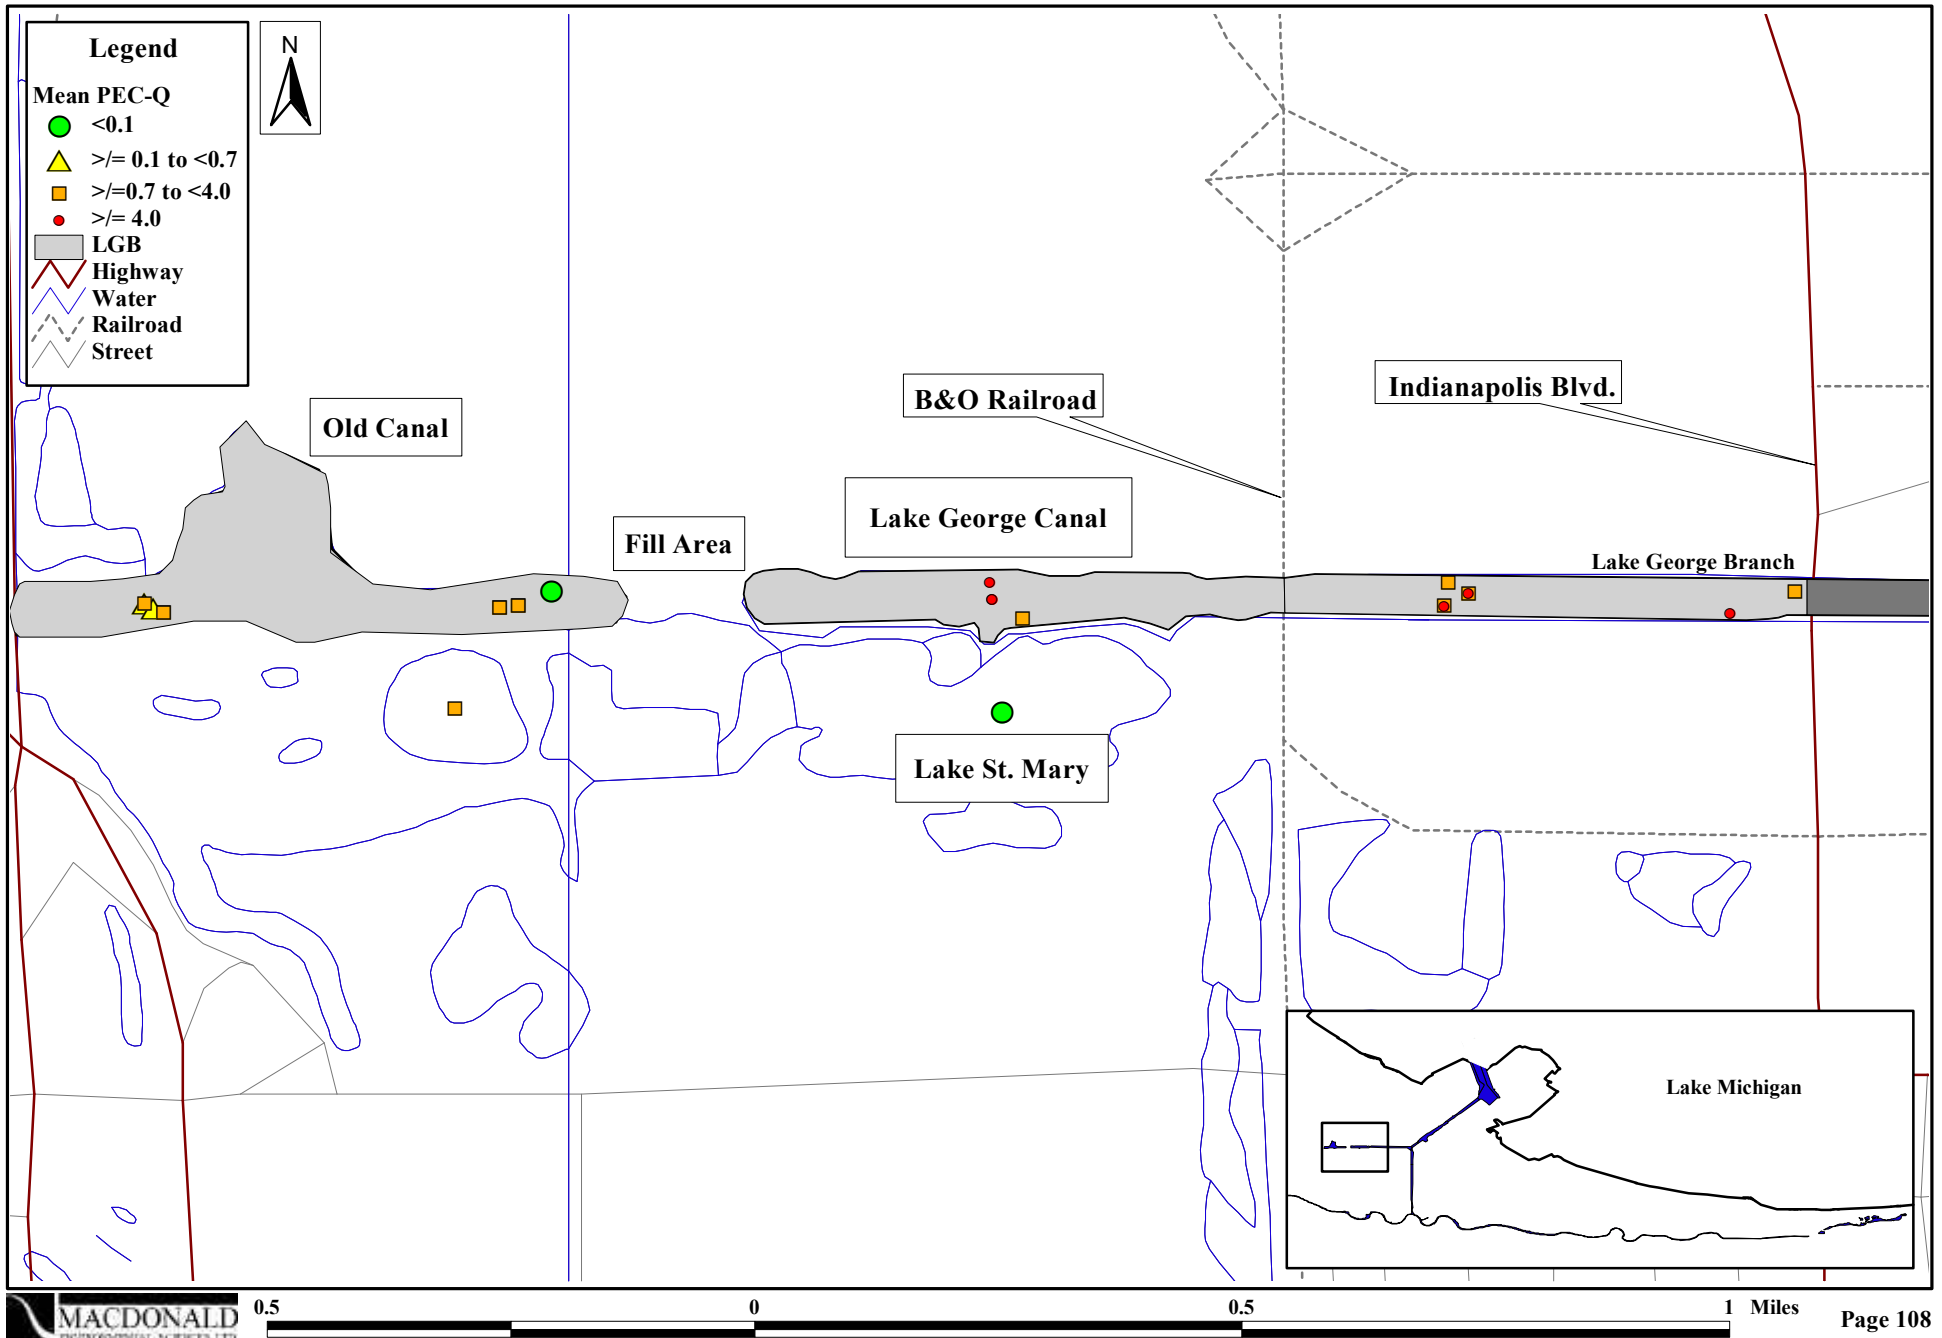 Legend
Mean PEC-Q
<0.1
>/= 0.1 to <0.7
>/=0.7 to <4.0
>/= 4.0
LGB
Highway
Water
Railroad
Street
N
Old Canal
Fill Area
B&O Railroad
Lake George Canal
Indianapolis Blvd.
Lake George Branch
Lake St. Mary
Lake Michigan
MACDONALD
0.5
0
0.5
1 Miles
Page 108